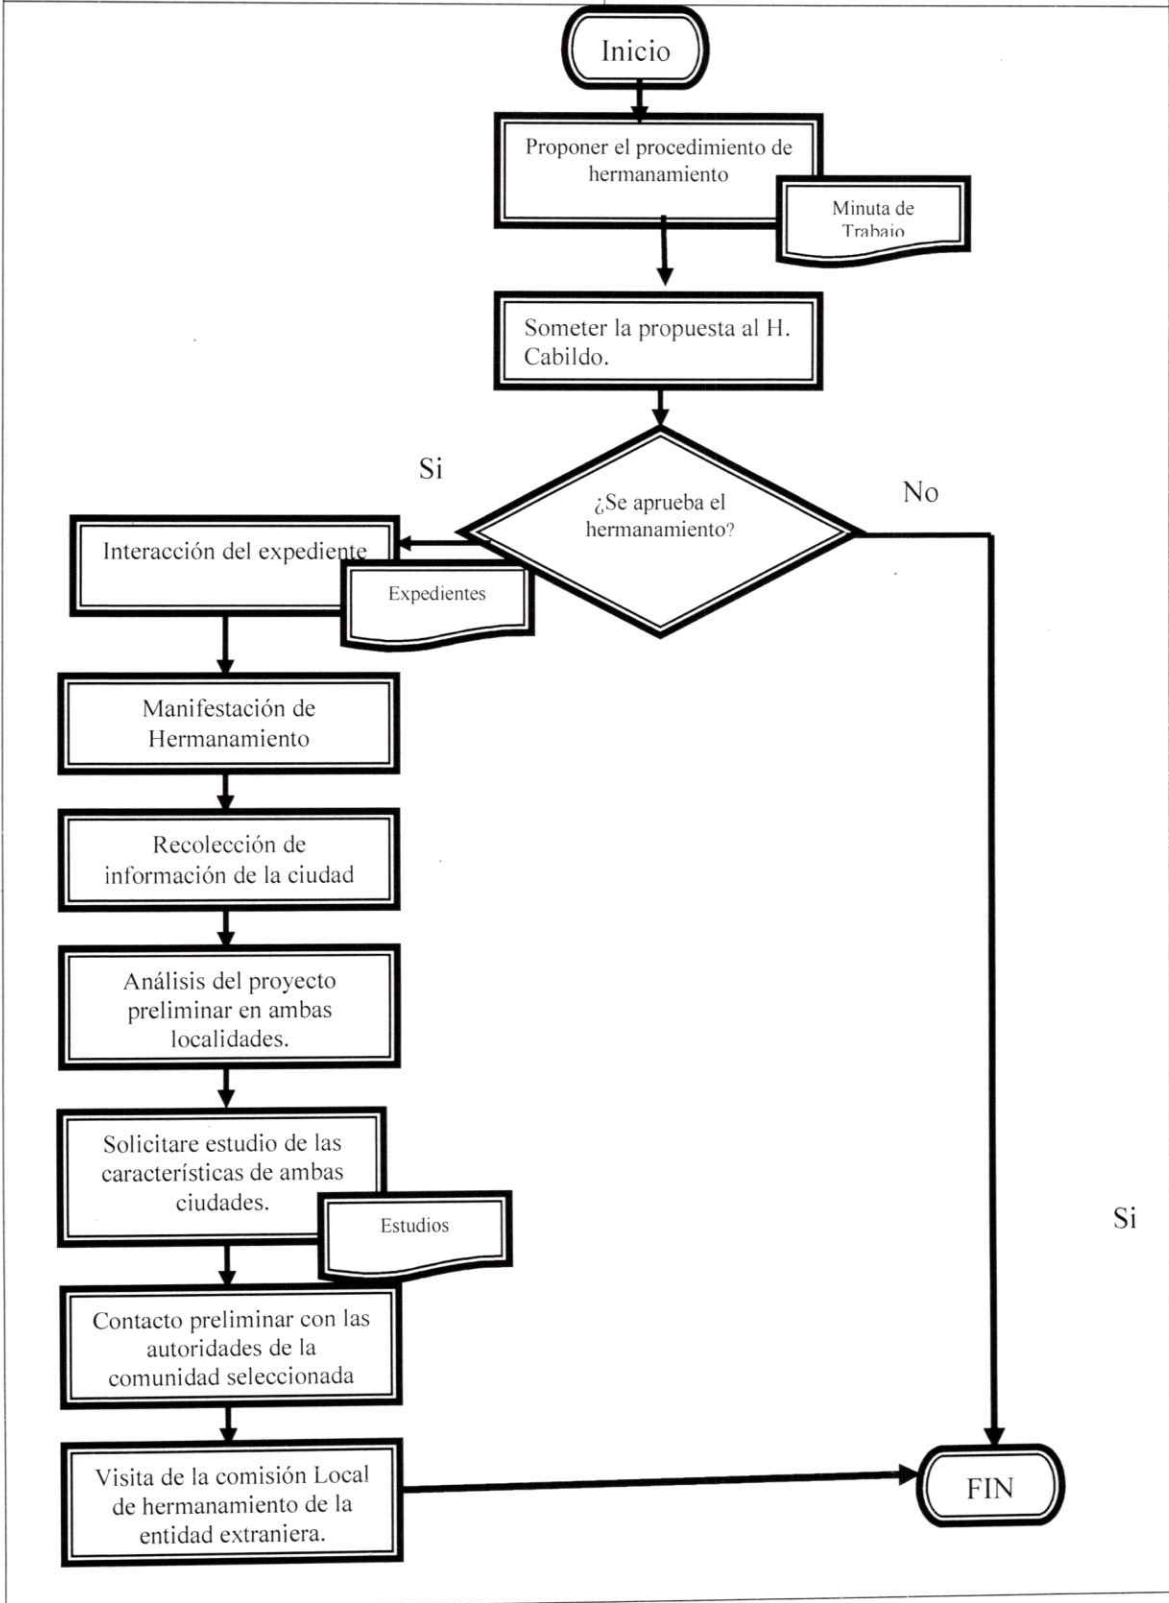 Inicio
Proponer el procedimiento de
hermanamiento
Minuta de
Trabajo
Someter la propuesta al H.
Cabildo.
Si
No
¿Se aprueba el
hermanamiento?
Interacción del expediente
Expedientes
Manifestación de
Hermanamiento
Recolección de
información de la ciudad
Análisis del proyecto
preliminar en ambas
localidades.
Solicitare estudio de las
características de ambas
ciudades.
Estudios
Si
Contacto preliminar con las
autoridades de la
comunidad seleccionada
Visita de la comisión Local
de hermanamiento de la
entidad extranjera.
FIN